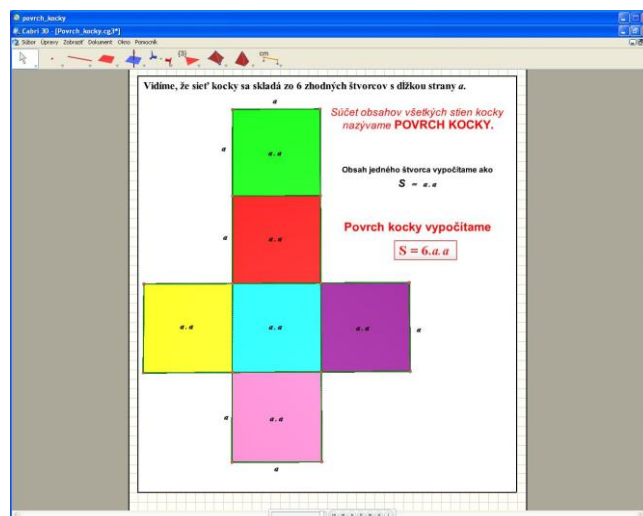 povrch_kocky
Cabri 3D - [Povrch_kocky.cg3*]
Súbor Úpravy Zobraziť Dokument Okno Pomocník
(3)
cm
Vidíme, že sieť kocky sa skladá zo 6 zhodných štvorcov s dĺžkou strany a.
a
Súčet obsahov všetkých stien kocky
nazývame POVRCH KOCKY.
a
a.a
Obsah jedného štvorca vypočítame ako
S = a.a
Povrch kocky vypočítame
a
a.a
S = 6.a.a
a.a
a.a
a.a
a
a
a.a
a